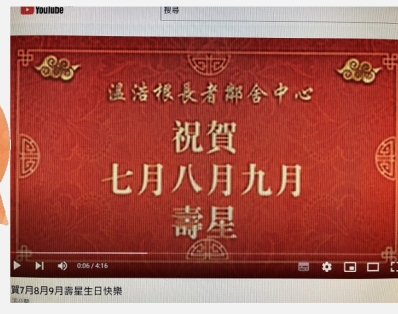 YouTube
搜尋
溫浩根長者鄰舍中心
祝賀
七月八月九月
壽星
0:06 / 4:16
賀7月8月9月壽星生日快樂